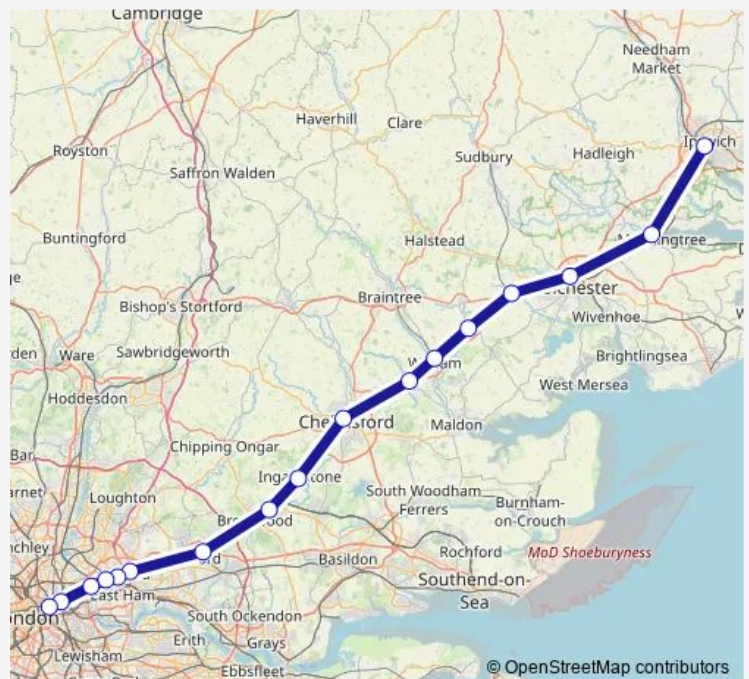 Cambridge
Needham
Market
Haverhill
Clare
Royston
Sudbury
Hadleigh
Saffron Walden
Buntingford
Halstead
Braintree
Bishop's Stortford
Wivenhoe
Ware
Sawbridgeworth
Brightlingsea
Hoddesdon
West Mersea
Maldon
Chipping Ongar
Loughton
South Woodham
Ferrers
Burnham-
on-Crouch
Rochford
MoD Shoeburyness
Basildon
Southend-on-
Sea
East Ham
South Ockendon
Erith
Grays
Lewisham
Ebbsfleet
© OpenStreetMap contributors